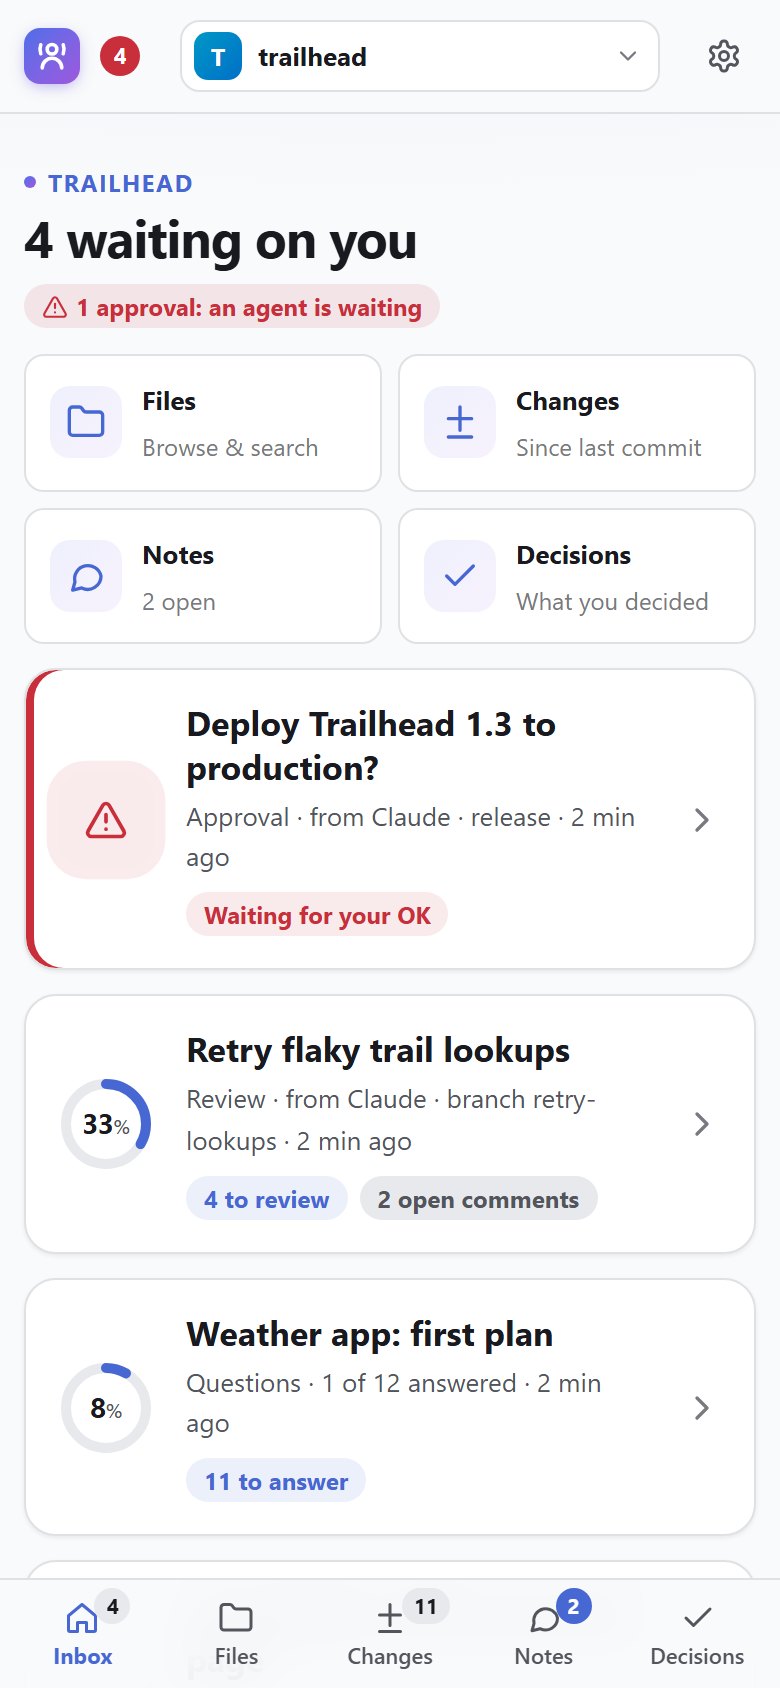 4
T trailhead
TRAILHEAD
4 waiting on you
1 approval: an agent is waiting
Files
Browse & search
Changes
Since last commit
Notes
2 open
Decisions
What you decided
Deploy Trailhead 1.3 to
production?
Approval · from Claude · release · 2 min
ago
Waiting for your OK
33%
Retry flaky trail lookups
Review · from Claude · branch retry-
lookups · 2 min ago
4 to review
2 open comments
8%
Weather app: first plan
Questions · 1 of 12 answered · 2 min
ago
11 to answer
4
Inbox
Files
11
Changes
2
Notes
Decisions